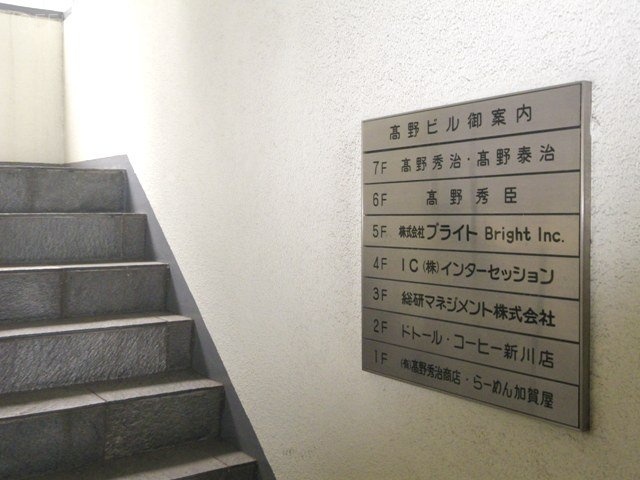 髙野ビル御案内
7F 髙野秀治・髙野泰治
6F 髙野秀臣
5F 株式会社ブライト Bright Inc.
4F IC(株)インターセッション
3F 総研マネジメント株式会社
2F ドトール・コーヒー新川店
1F (有)髙野秀治商店・らーめん加賀屋